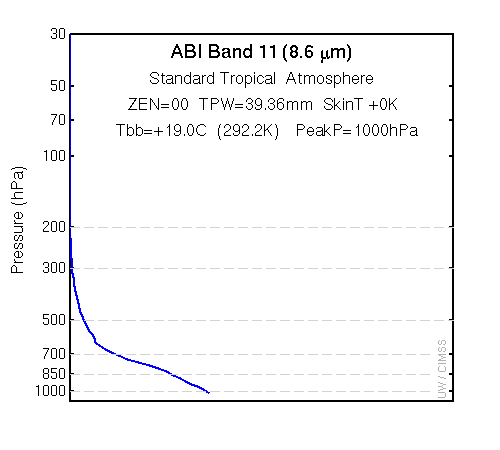 ABI Band 11 (8.6 μm)
Standard Tropical Atmosphere
ZEN=00 TPW=39.36mm SkinT +0K
Tbb=+19.0C (292.2K) PeakP=1000hPa
30
50
70
100
200
300
500
700
850
1000
Pressure (hPa)
UW / CIMSS